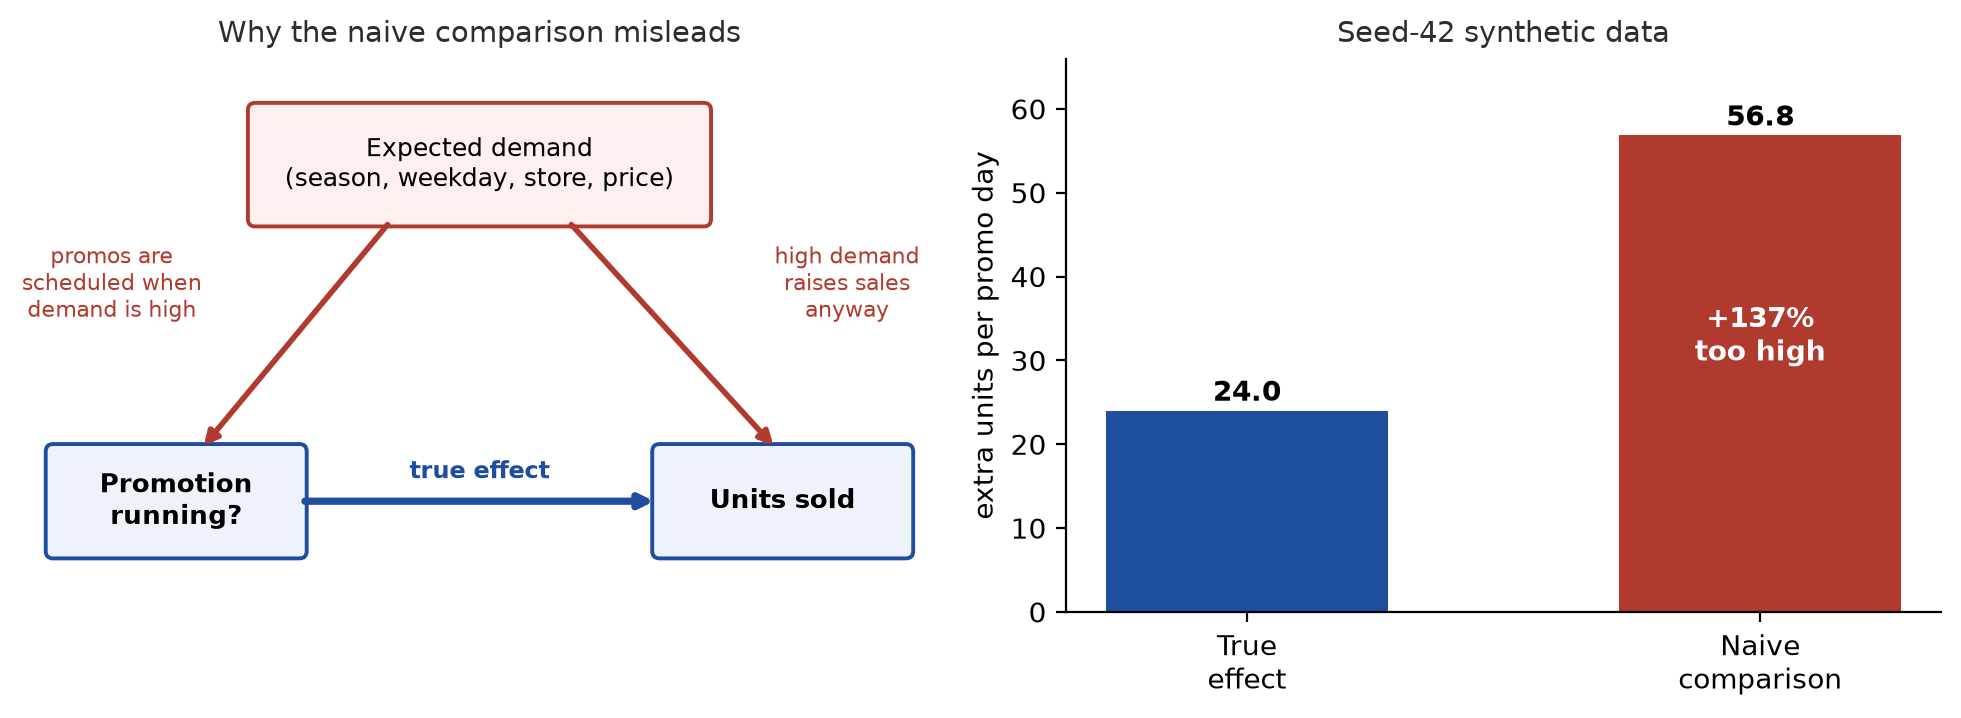 Why the naive comparison misleads
Expected demand
(season, weekday, store, price)
promos are
scheduled when
demand is high
high demand
raises sales
anyway
Promotion
running?
true effect
Units sold
Seed-42 synthetic data
extra units per promo day
60
50
40
30
20
10
0
24.0
56.8
+137%
too high
True
effect
Naive
comparison